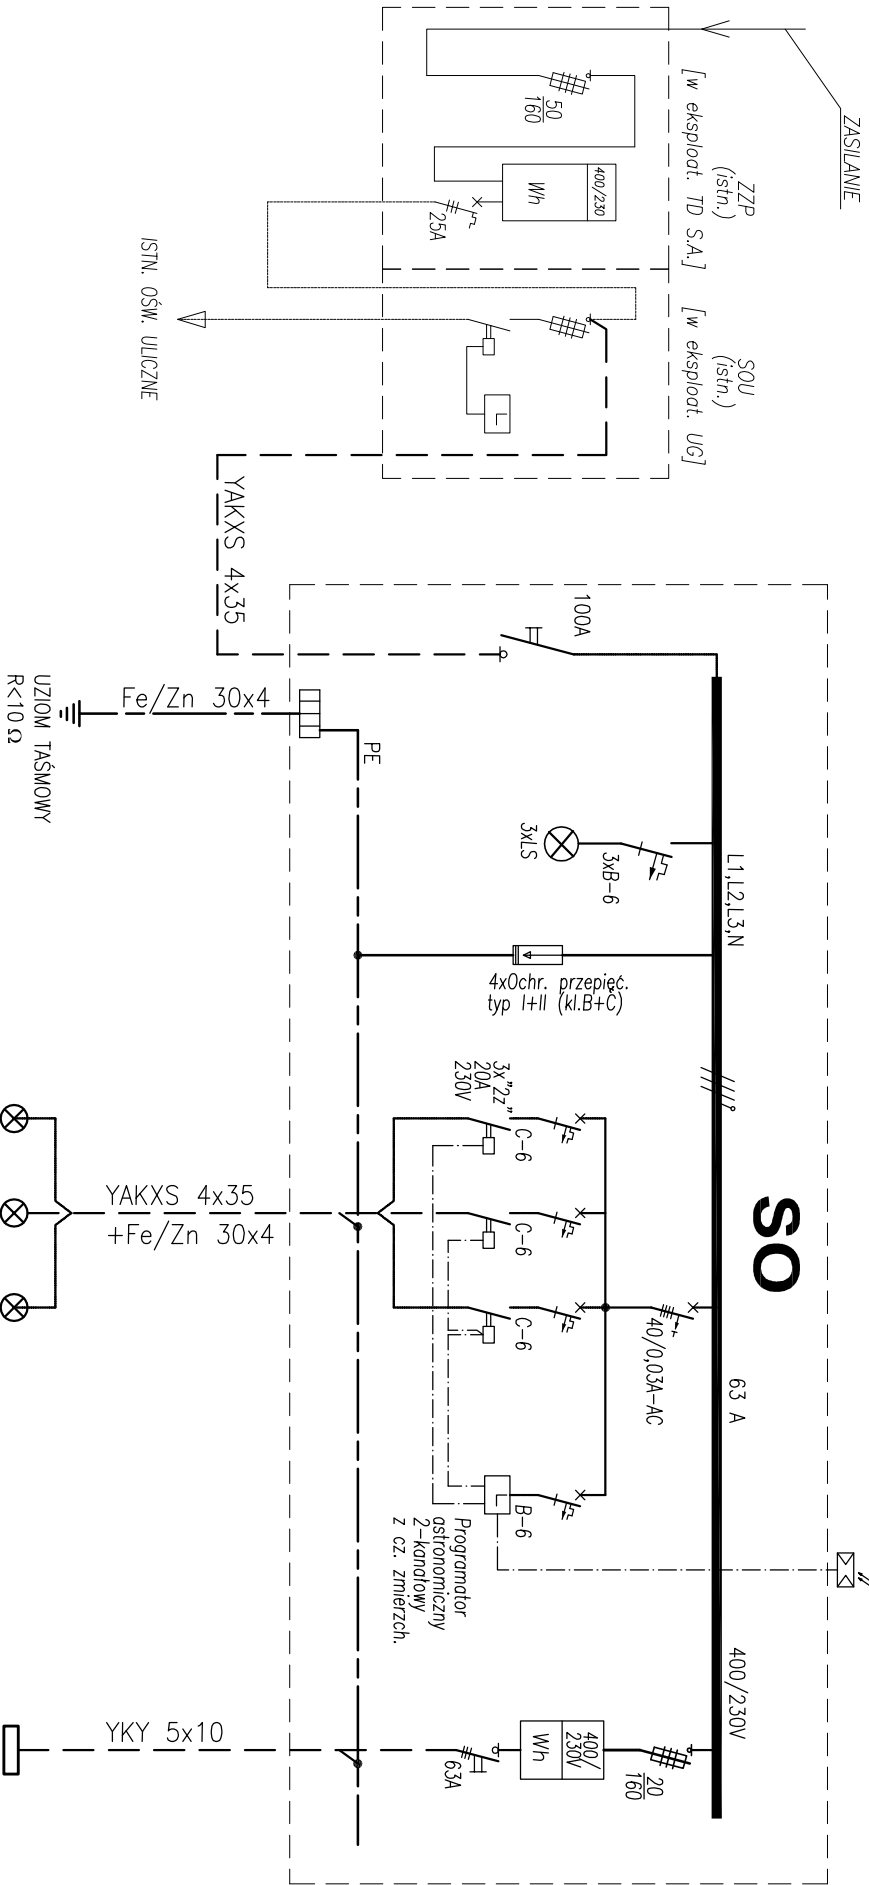 ZASILANIE
ZZP
(istn.)
[w eksploat. TD S.A.]
50
160
400/230
Wh
25A
SOU
(istn.)
[w eksploat. UG]
ISTN. OŚW. ULICZNE
YAKXS 4x35
100A
Fe/Zn 30x4
UZIOM TAŚMOWY
R<10 Ω
PE
L1,L2,L3,N
3xB-6
3xLS
4xOchr. przepięć.
typ I+II (kl.B+C)
SO
63 A
400/230V
3x"2z"
20A
230V
C-6
C-6
C-6
40/0,03A-AC
B-6
Programator
astronomiczny
2-kanałowy
z cz. zmierzch.
YAKXS 4x35
+Fe/Zn 30x4
20
160
400/
230V
Wh
63A
YKY 5x10